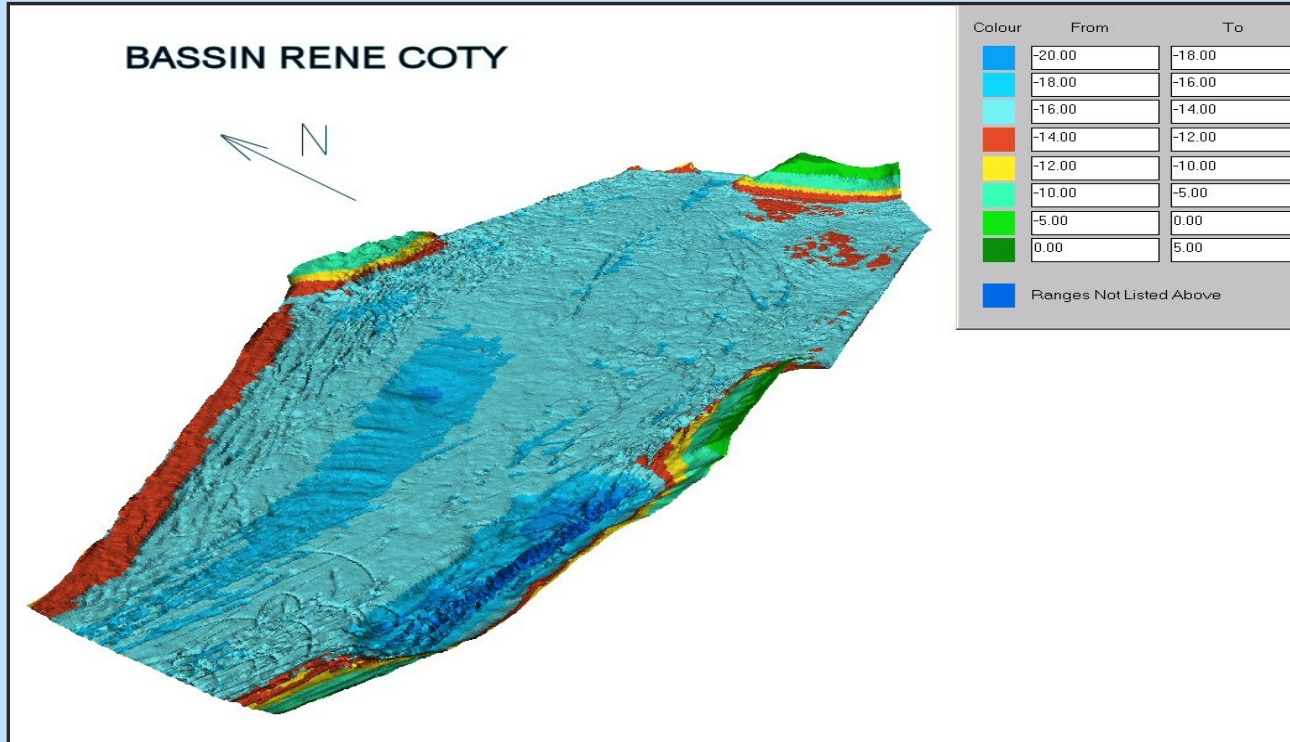 BASSIN RENE COTY
N
Colour From To
-20.00 -18.00
-18.00 -16.00
-16.00 -14.00
-14.00 -12.00
-12.00 -10.00
-10.00 -5.00
-5.00 0.00
0.00 5.00
Ranges Not Listed Above